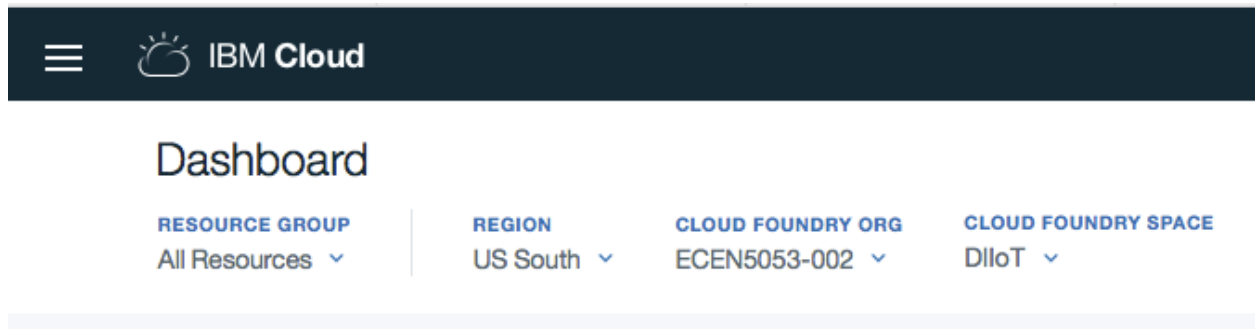 IBM Cloud
Dashboard
RESOURCE GROUP REGION CLOUD FOUNDRY ORG CLOUD FOUNDRY SPACE
All Resources US South ECEN5053-002 DIIoT